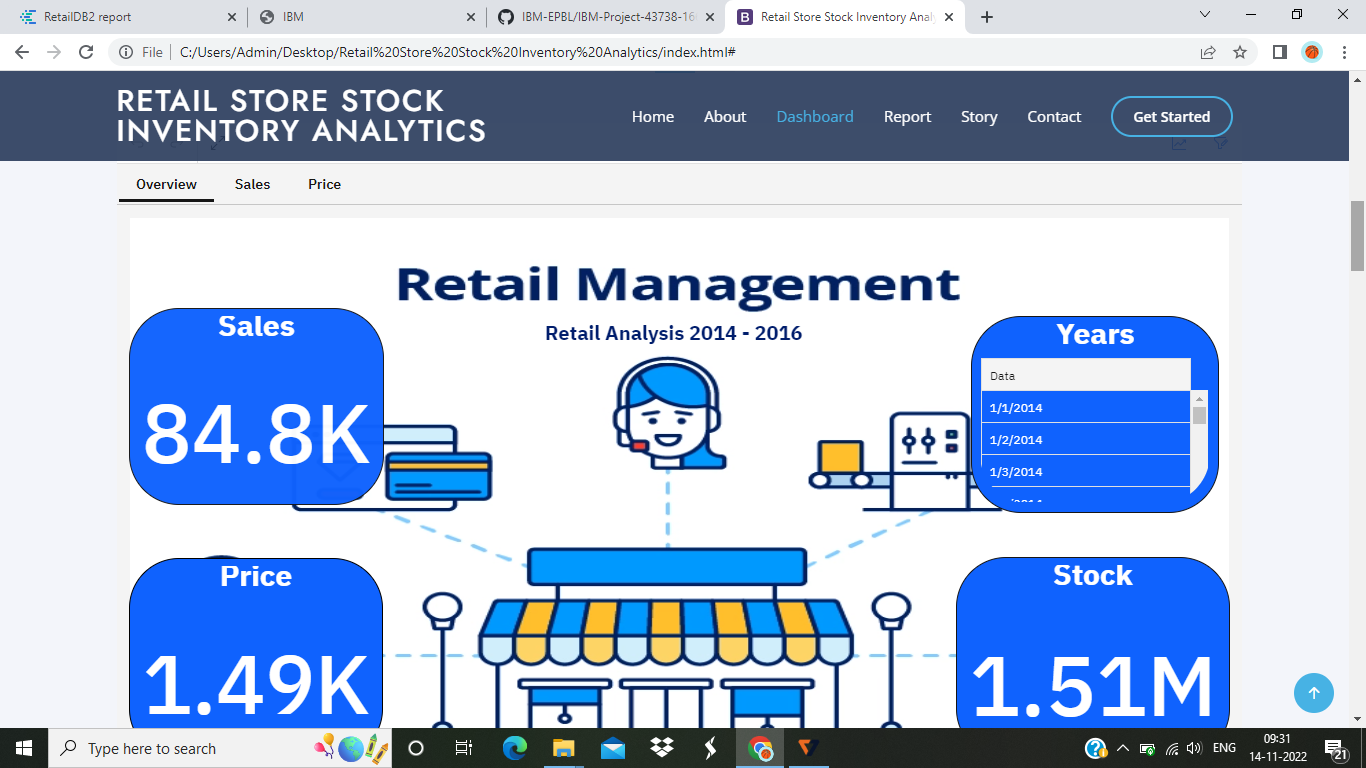 RetailDB2 report
IBM
IBM-EPBL/IBM-Project-43738-16
Retail Store Stock Inventory Anal
File
C:/Users/Admin/Desktop/Retail%20Store%20Stock%20Inventory%20Analytics/index.html#
RETAIL STORE STOCK
INVENTORY ANALYTICS
Home About Dashboard Report Story Contact Get Started
Overview Sales Price
Retail Management
Retail Analysis 2014 - 2016
Sales
84.8K
Years
Data
1/1/2014
1/2/2014
1/3/2014
Price
1.49K
Stock
1.51M
Type here to search
ENG
09:31
14-11-2022
21